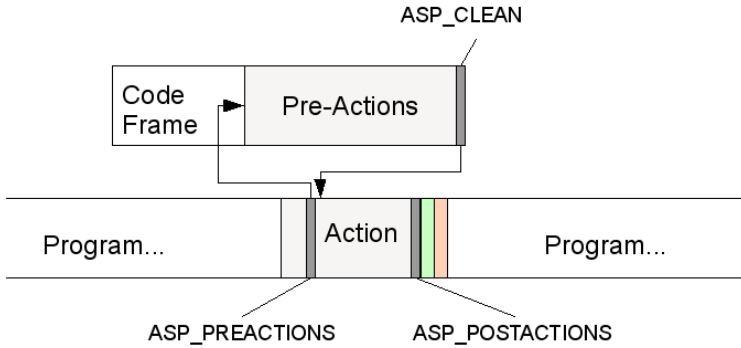 ASP_CLEAN
Code
Frame
Pre-Actions
Action
Program...
Program...
ASP_PREACTIONS
ASP_POSTACTIONS